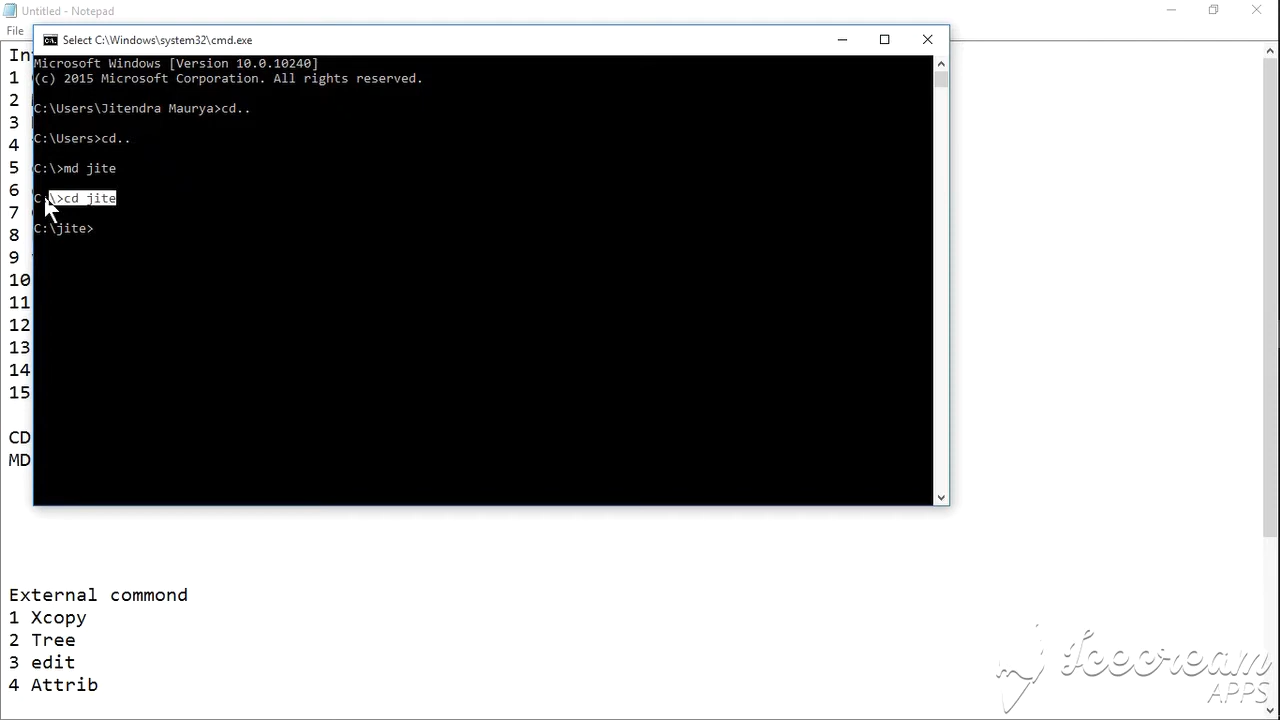 Untitled - Notepad
File
Select C:\Windows\system32\cmd.exe
Microsoft Windows [Version 10.0.10240]
(c) 2015 Microsoft Corporation. All rights reserved.
C:\Users\Jitendra Maurya>cd..
C:\Users>cd..
C:\>md jite
C:\>cd jite
C:\jite>
In
1
2
3
4
5
6
7
8
9
10
11
12
13
14
15
CD
MD
External commond
1 Xcopy
2 Tree
3 edit
4 Attrib
Icecream
APPS